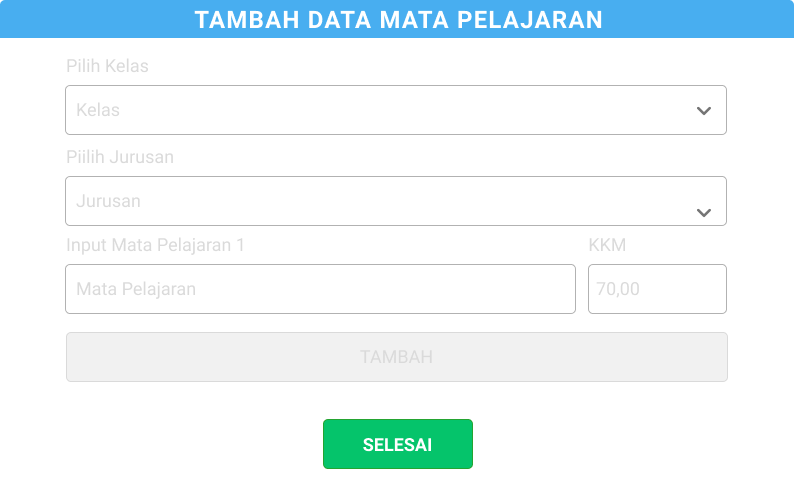 TAMBAH DATA MATA PELAJARAN
Pilih Kelas
Kelas
Piilih Jurusan
Jurusan
Input Mata Pelajaran 1
KKM
Mata Pelajaran
70,00
TAMBAH
SELESAI